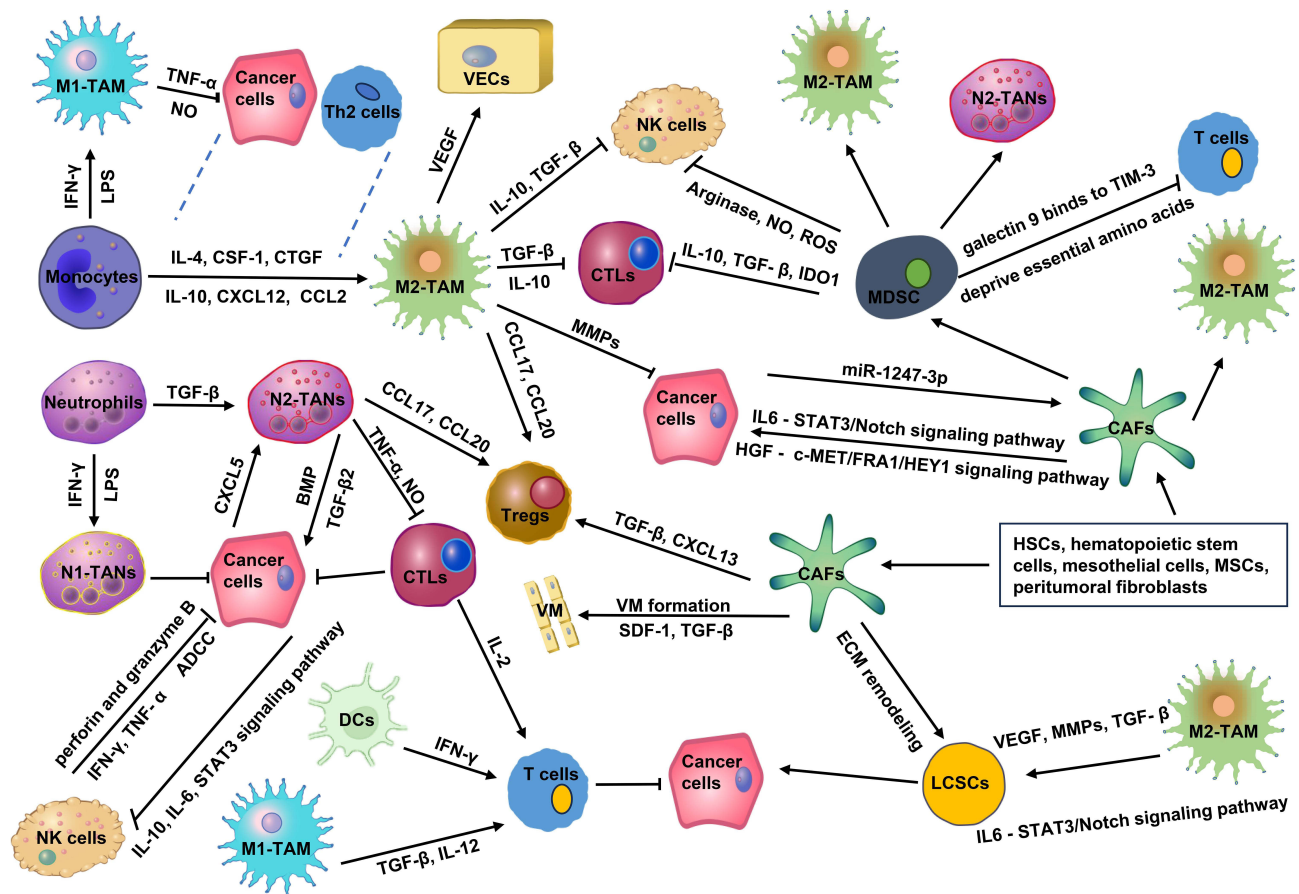 M1-TAM
TNF-α
NO
Cancer
cells
Th2 cells
VECs
M2-TAM
N2-TANs
NK cells
T cells
IFN-γ
LPS
VEGF
IL-10, TGF- β
Arginase, NO, ROS
galectin 9 binds to TIM-3
deprive essential amino acids
Monocytes
IL-4, CSF-1, CTGF
IL-10, CXCL12, CCL2
M2-TAM
TGF-β
IL-10
CTLs
IL-10, TGF- β, IDO1
MDSC
M2-TAM
MMPs
CCL17, CCL20
Neutrophils
TGF-β
N2-TANs
CCL17, CCL20
TNF-α, NO
Cancer
cells
miR-1247-3p
IL6 - STAT3/Notch signaling pathway
HGF - c-MET/FRA1/HEY1 signaling pathway
CAFs
IFN-γ
LPS
CXCL5
BMP
TGF-β2
Tregs
TGF-β, CXCL13
N1-TANs
Cancer
cells
CTLs
CAFs
HSCs, hematopoietic stem
cells, mesothelial cells, MSCs,
peritumoral fibroblasts
VM
VM formation
SDF-1, TGF-β
perforin and granzyme B
IFN-γ, TNF- α
ADCC
IL-10, IL-6, STAT3 signaling pathway
IL-2
ECM remodeling
DCs
IFN-γ
T cells
Cancer
cells
LCSCs
VEGF, MMPs, TGF- β
M2-TAM
IL6 - STAT3/Notch signaling pathway
NK cells
M1-TAM
TGF-β, IL-12